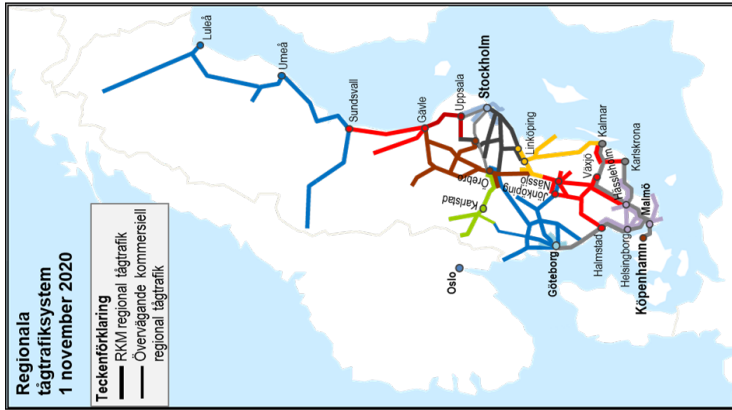 Regionala
tågtrafiksystem
1 november 2020
Teckenförklaring
RKM regional tågtrafik
Övervägande kommersiell
regional tågtrafik
Luleå
Umeå
Sundsvall
Gävle
Uppsala
Stockholm
Örebro
Karlstad
Oslo
Linköping
Nässjö
Jönköping
Göteborg
Kalmar
Växjö
Karlskrona
Hässleholm
Halmstad
Helsingborg
Malmö
Köpenhamn